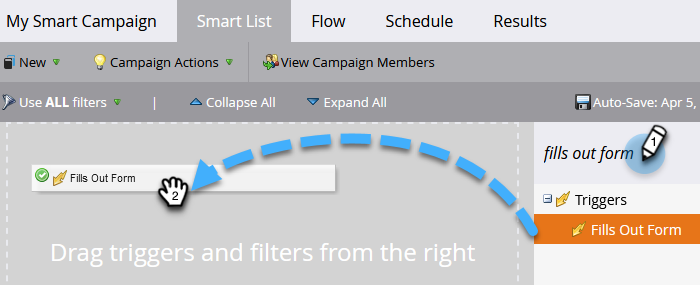 My Smart Campaign Smart List Flow Schedule Results
New Campaign Actions View Campaign Members
Use ALL filters | Collapse All Expand All Auto-Save: Apr 5,
fills out form 1
Fills Out Form 2
Triggers
Fills Out Form
Drag triggers and filters from the right